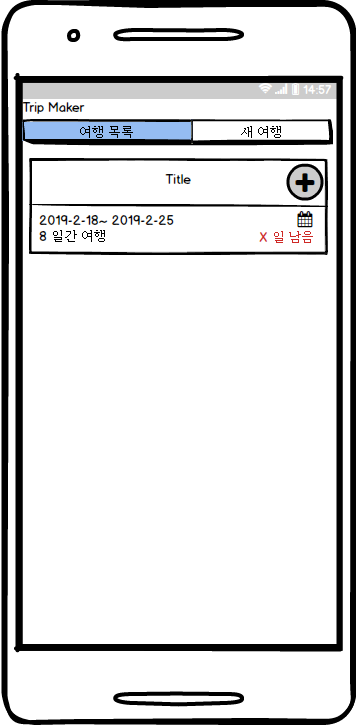 14:57
Trip Maker
여행 목록 새 여행
Title
2019-2-18~ 2019-2-25
8 일간 여행 X 일 남음